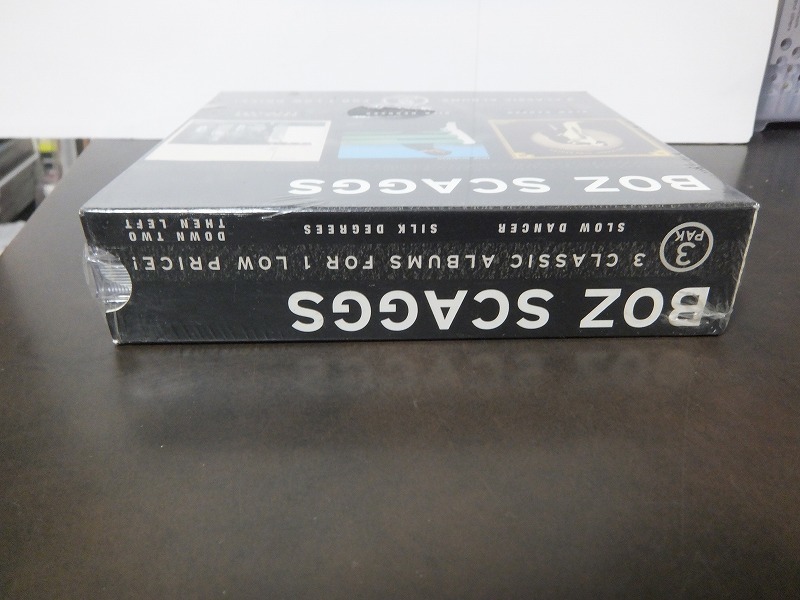 BOZ SCAGGS
3 CLASSIC ALBUMS FOR 1 LOW PRICE!
3 PAK
SLOW DANCER
SILK DEGREES
DOWN TWO
THEN LEFT
BOZ SCAGGS